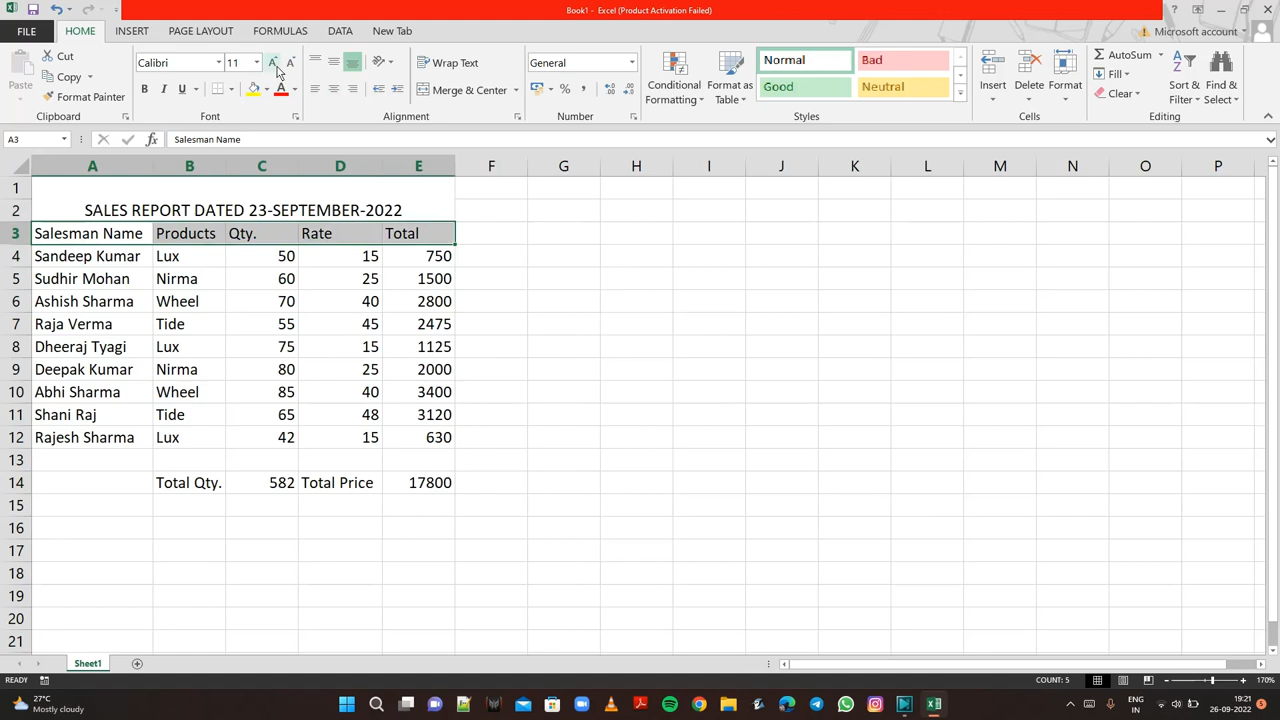 Book1 - Excel (Product Activation Failed)
FILE HOME INSERT PAGE LAYOUT FORMULAS DATA New Tab Microsoft account
Cut
Copy
Format Painter
Paste
Clipboard
Calibri 11
B I U
Font
Wrap Text
Merge & Center
Alignment
General
%
Number
Conditional Formatting
Format as Table
Normal Bad
Good Neutral
Styles
Insert Delete Format
Cells
AutoSum
Fill
Clear
Sort & Filter
Find & Select
Editing
A3 fx Salesman Name
A B C D E F G H I J K L M N O P
1
2 SALES REPORT DATED 23-SEPTEMBER-2022
3 Salesman Name Products Qty. Rate Total
4 Sandeep Kumar Lux 50 15 750
5 Sudhir Mohan Nirma 60 25 1500
6 Ashish Sharma Wheel 70 40 2800
7 Raja Verma Tide 55 45 2475
8 Dheeraj Tyagi Lux 75 15 1125
9 Deepak Kumar Nirma 80 25 2000
10 Abhi Sharma Wheel 85 40 3400
11 Shani Raj Tide 65 48 3120
12 Rajesh Sharma Lux 42 15 630
13
14 Total Qty. 582 Total Price 17800
15
16
17
18
19
20
21
Sheet1
READY COUNT: 5 170%
27°C
Mostly cloudy
ENG
IN
19:21
26-09-2022